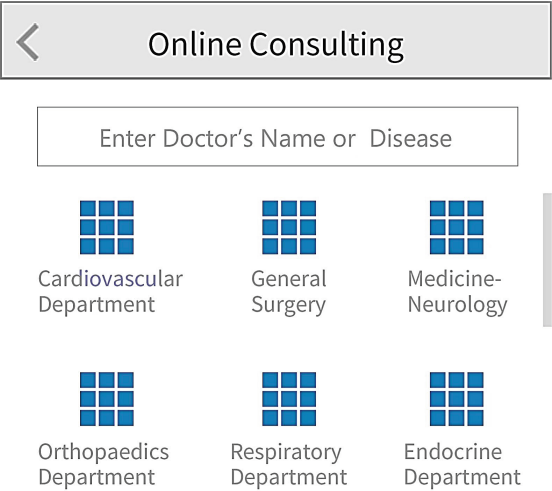 Online Consulting
Enter Doctor's Name or Disease
Cardiovascular
Department
General
Surgery
Medicine-
Neurology
Orthopaedics
Department
Respiratory
Department
Endocrine
Department